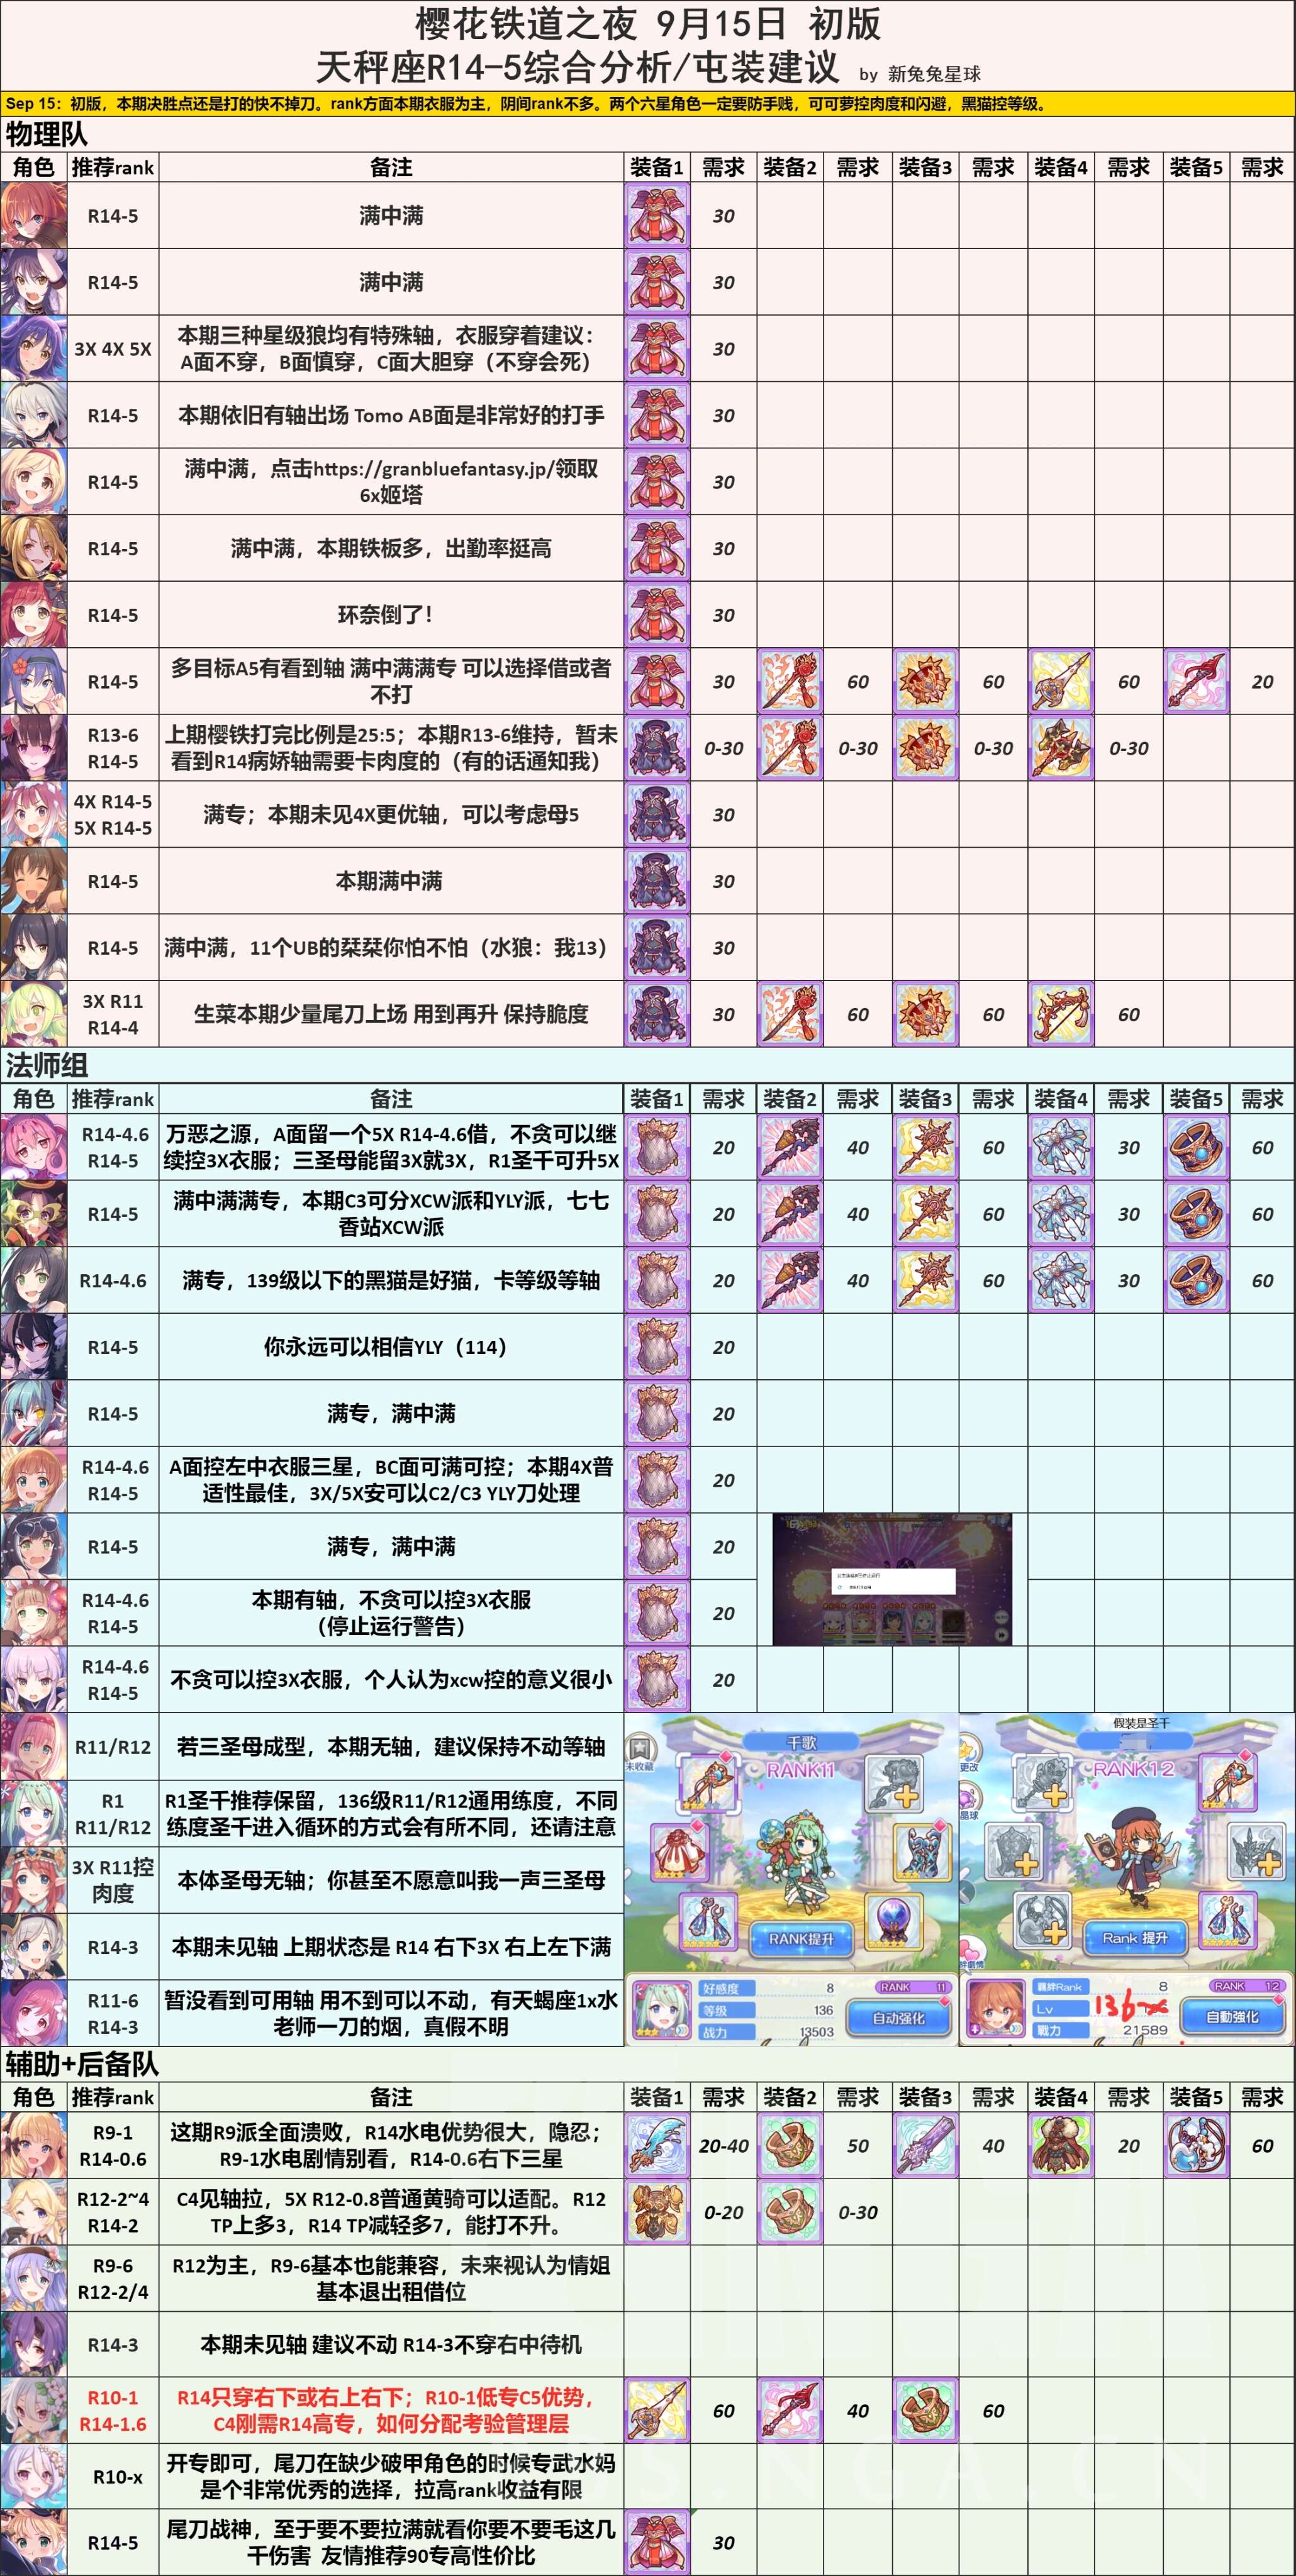 樱花铁道之夜 9月15日 初版
天秤座R14-5综合分析/屯装建议 by 新兔兔星球
Sep 15：初版，本期决胜点还是打的快不掉刀。rank方面本期衣服为主，阴间rank不多。两个六星角色一定要防手贱，可可萝控肉度和闪避，黑猫控等级。
物理队
角色 推荐rank 备注 装备1 需求 装备2 需求 装备3 需求 装备4 需求 装备5 需求
R14-5 满中满 30
R14-5 满中满 30
3X 4X 5X 本期三种星级狼均有特殊轴，衣服穿着建议：
A面不穿，B面慎穿，C面大胆穿（不穿会死） 30
R14-5 本期依旧有轴出场 Tomo AB面是非常好的打手 30
R14-5 满中满，点击https://granbluefantasy.jp/领取
6x姬塔 30
R14-5 满中满，本期铁板多，出勤率挺高 30
R14-5 环奈倒了！ 30
R14-5 多目标A5有看到轴 满中满满专 可以选择借或者
不打 30 60 60 60 20
R13-6 上期樱铁打完比例是25:5；本期R13-6维持，暂未
R14-5 看到R14病娇轴需要卡肉度的（有的话通知我） 0-30 0-30 0-30 0-30
4X R14-5
5X R14-5 满专；本期未见4X更优轴，可以考虑母5 30
R14-5 本期满中满 30
R14-5 满中满，11个UB的栞栞你怕不怕（水狼：我13） 30
3X R11
R14-4 生菜本期少量尾刀上场 用到再升 保持脆度 30 60 60 60
法师组
角色 推荐rank 备注 装备1 需求 装备2 需求 装备3 需求 装备4 需求 装备5 需求
R14-4.6 万恶之源，A面留一个5X R14-4.6借，不贪可以继
R14-5 续控3X衣服；三圣母能留3X就3X，R1圣千可升5X 20 40 60 30 60
R14-5 满中满满专，本期C3可分XCW派和YLY派，七七
香站XCW派 20 40 60 30 60
R14-4.6 满专，139级以下的黑猫是好猫，卡等级等轴 20 40 60 30 60
R14-5 你永远可以相信YLY（114） 20
R14-5 满专，满中满 20
R14-4.6 A面控左中衣服三星，BC面可满可控；本期4X普
R14-5 适性最佳，3X/5X安可以C2/C3 YLY刀处理 20
R14-5 满专，满中满 20
R14-4.6 本期有轴，不贪可以控3X衣服
R14-5 （停止运行警告） 20
R14-4.6
R14-5 不贪可以控3X衣服，个人认为xcw控的意义很小 20
R11/R12 若三圣母成型，本期无轴，建议保持不动等轴
R1 R1圣千推荐保留，136级R11/R12通用练度，不同
R11/R12 练度圣千进入循环的方式会有所不同，还请注意
3X R11控
肉度 本体圣母无轴；你甚至不愿意叫我一声三圣母
R14-3 本期未见轴 上期状态是 R14 右下3X 右上左下满
R11-6 暂没看到可用轴 用不到可以不动，有天蝎座1x水
R14-3 老师一刀的烟，真假不明
未收藏
千歌
RANK11
RANK提升
好感度 8 RANK 11
等级 136
战力 13503
自动强化
假装是圣千
更改
晶球
RANK12
Rank 提升
羈絆Rank 8 RANK 12
Lv 136
戰力 21589
自動強化
辅助+后备队
角色 推荐rank 备注 装备1 需求 装备2 需求 装备3 需求 装备4 需求 装备5 需求
R9-1 这期R9派全面溃败，R14水电优势很大，隐忍；
R14-0.6 R9-1水电剧情别看，R14-0.6右下三星 20-40 50 40 20 60
R12-2~4 C4见轴拉，5X R12-0.8普通黄骑可以适配。R12
R14-2 TP上多3，R14 TP减轻多7，能打不升。 0-20 0-30
R9-6 R12为主，R9-6基本也能兼容，未来视认为情姐
R12-2/4 基本退出租借位
R14-3 本期未见轴 建议不动 R14-3不穿右中待机
R10-1 R14只穿右下或右上右下；R10-1低专C5优势，
R14-1.6 C4刚需R14高专，如何分配考验管理层 60 40 60
R10-x 开专即可，尾刀在缺少破甲角色的时候专武水妈
是个非常优秀的选择，拉高rank收益有限
R14-5 尾刀战神，至于要不要拉满就看你要不要毛这几
千伤害 友情推荐90专高性价比 30